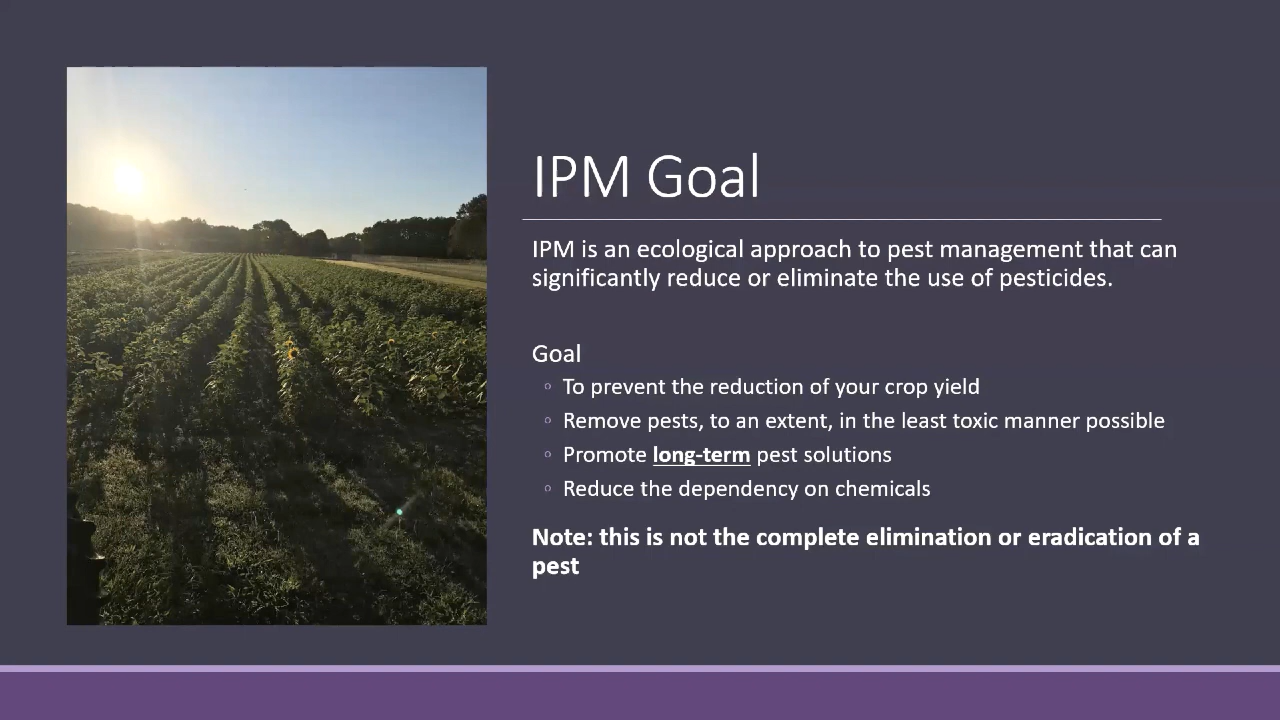 IPM Goal
IPM is an ecological approach to pest management that can
significantly reduce or eliminate the use of pesticides.
Goal
◦ To prevent the reduction of your crop yield
◦ Remove pests, to an extent, in the least toxic manner possible
◦ Promote long-term pest solutions
◦ Reduce the dependency on chemicals
Note: this is not the complete elimination or eradication of a
pest